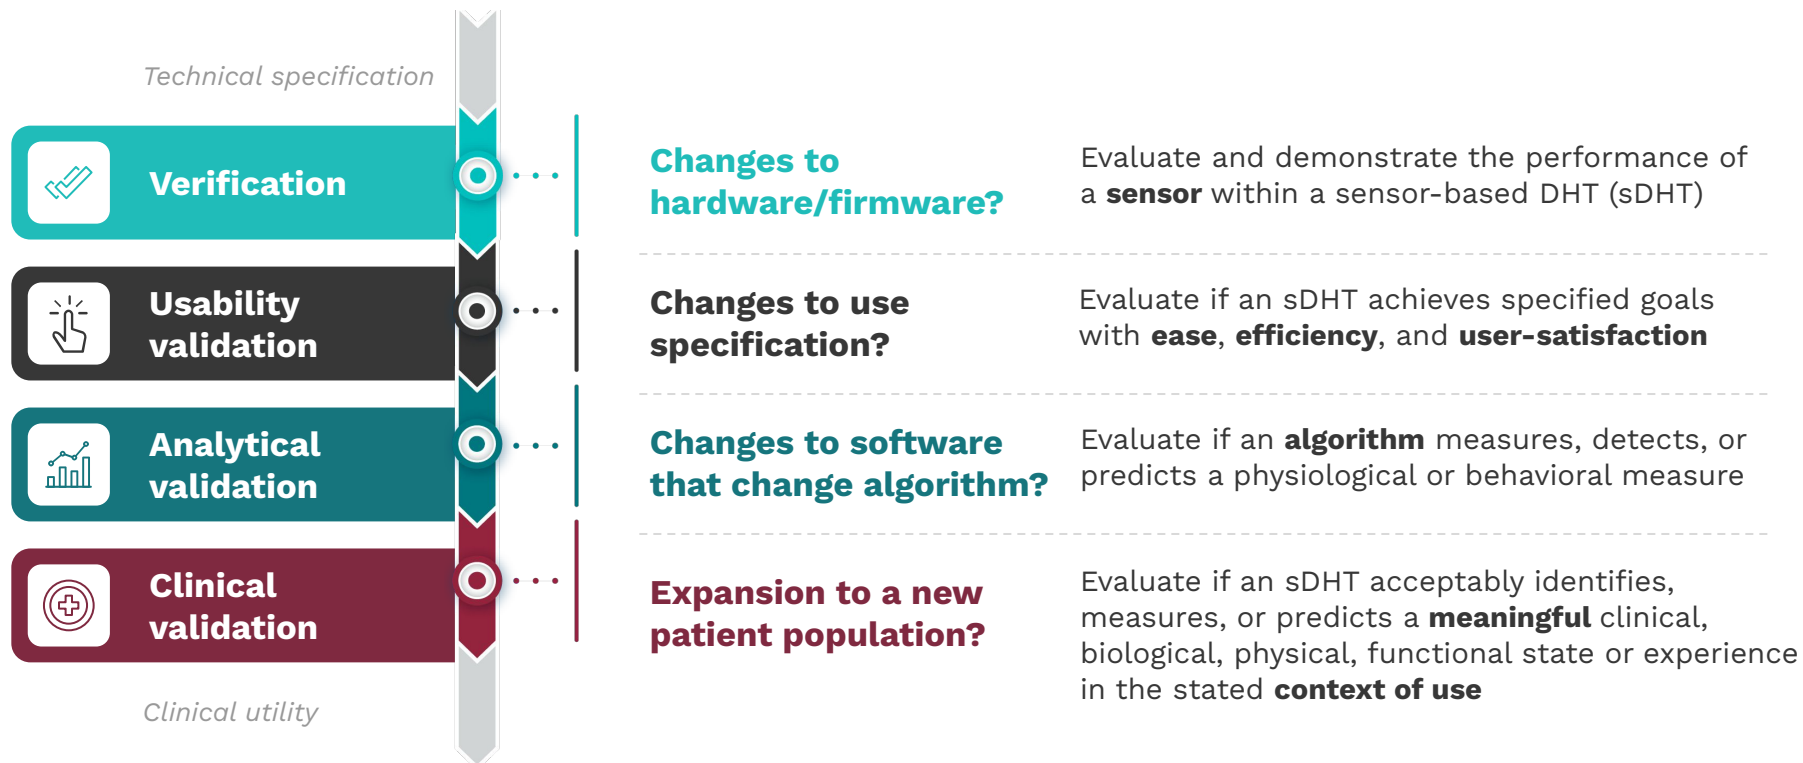 Technical specification
Verification
Changes to
hardware/firmware?
Evaluate and demonstrate the performance of
a sensor within a sensor-based DHT (sDHT)
Usability
validation
Changes to use
specification?
Evaluate if an sDHT achieves specified goals
with ease, efficiency, and user-satisfaction
Analytical
validation
Changes to software
that change algorithm?
Evaluate if an algorithm measures, detects, or
predicts a physiological or behavioral measure
Clinical
validation
Expansion to a new
patient population?
Evaluate if an sDHT acceptably identifies,
measures, or predicts a meaningful clinical,
biological, physical, functional state or experience
in the stated context of use
Clinical utility